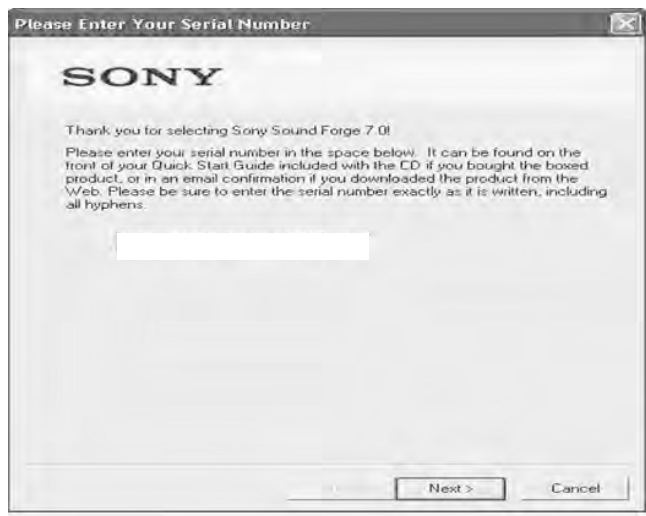 Please Enter Your Serial Number
SONY
Thank you for selecting Sony Sound Forge 7.0!
Please enter your serial number in the space below. It can be found on the
front of your Quick Start Guide included with the CD if you bought the boxed
product, or in an email confirmation if you downloaded the product from the
Web. Please be sure to enter the serial number exactly as it is written, including
all hyphens.
Next > Cancel